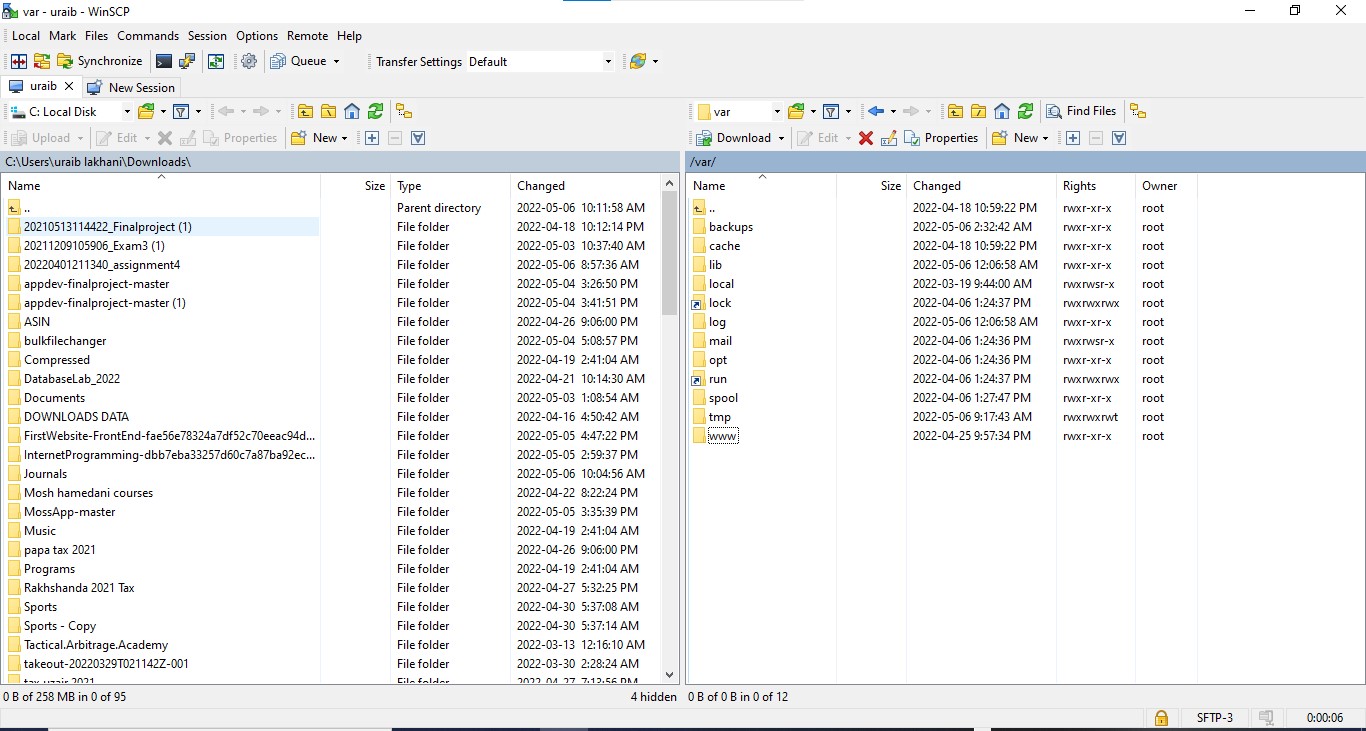 var - uraib - WinSCP
Local Mark Files Commands Session Options Remote Help
Synchronize Queue Transfer Settings Default
uraib New Session
C: Local Disk var Find Files
Upload Edit Properties New Download Edit Properties New
C:\Users\uraib lakhani\Downloads\ /var/
Name Size Type Changed
.. Parent directory 2022-05-06 10:11:58 AM
20210513114422_Finalproject (1) File folder 2022-04-18 10:12:14 PM
20211209105906_Exam3 (1) File folder 2022-05-03 10:37:40 AM
20220401211340_assignment4 File folder 2022-05-06 8:57:36 AM
appdev-finalproject-master File folder 2022-05-04 3:26:50 PM
appdev-finalproject-master (1) File folder 2022-05-04 3:41:51 PM
ASIN File folder 2022-04-26 9:06:00 PM
bulkfilechanger File folder 2022-05-04 5:08:57 PM
Compressed File folder 2022-04-19 2:41:04 AM
DatabaseLab_2022 File folder 2022-04-21 10:14:30 AM
Documents File folder 2022-05-03 1:08:54 AM
DOWNLOADS DATA File folder 2022-04-16 4:50:42 AM
FirstWebsite-FrontEnd-fae56e78324a7df52c70eeac94d... File folder 2022-05-05 4:47:22 PM
InternetProgramming-dbb7eba33257d60c7a87ba92ec... File folder 2022-05-05 2:59:37 PM
Journals File folder 2022-05-06 10:04:56 AM
Mosh hamedani courses File folder 2022-04-22 8:22:24 PM
MossApp-master File folder 2022-05-05 3:35:39 PM
Music File folder 2022-04-19 2:41:04 AM
papa tax 2021 File folder 2022-04-26 9:06:00 PM
Programs File folder 2022-04-19 2:41:04 AM
Rakhshanda 2021 Tax File folder 2022-04-27 5:32:25 PM
Sports File folder 2022-04-30 5:37:08 AM
Sports - Copy File folder 2022-04-30 5:37:14 AM
Tactical.Arbitrage.Academy File folder 2022-03-13 12:16:10 AM
takeout-20220329T021142Z-001 File folder 2022-03-30 2:28:24 AM
tax uzair 2021 File folder 2022-04-27 7:13:56 PM
Name Size Changed Rights Owner
.. 2022-04-18 10:59:22 PM rwxr-xr-x root
backups 2022-05-06 2:32:42 AM rwxr-xr-x root
cache 2022-04-18 10:59:22 PM rwxr-xr-x root
lib 2022-05-06 12:06:58 AM rwxr-xr-x root
local 2022-03-19 9:44:00 AM rwxrwsr-x root
lock 2022-04-06 1:24:37 PM rwxrwxrwx root
log 2022-05-06 12:06:58 AM rwxr-xr-x root
mail 2022-04-06 1:24:36 PM rwxrwsr-x root
opt 2022-04-06 1:24:36 PM rwxr-xr-x root
run 2022-04-06 1:24:37 PM rwxrwxrwx root
spool 2022-04-06 1:27:47 PM rwxr-xr-x root
tmp 2022-05-06 9:17:43 AM rwxrwxrwt root
www 2022-04-25 9:57:34 PM rwxr-xr-x root
0 B of 258 MB in 0 of 95 4 hidden 0 B of 0 B in 0 of 12
SFTP-3 0:00:06